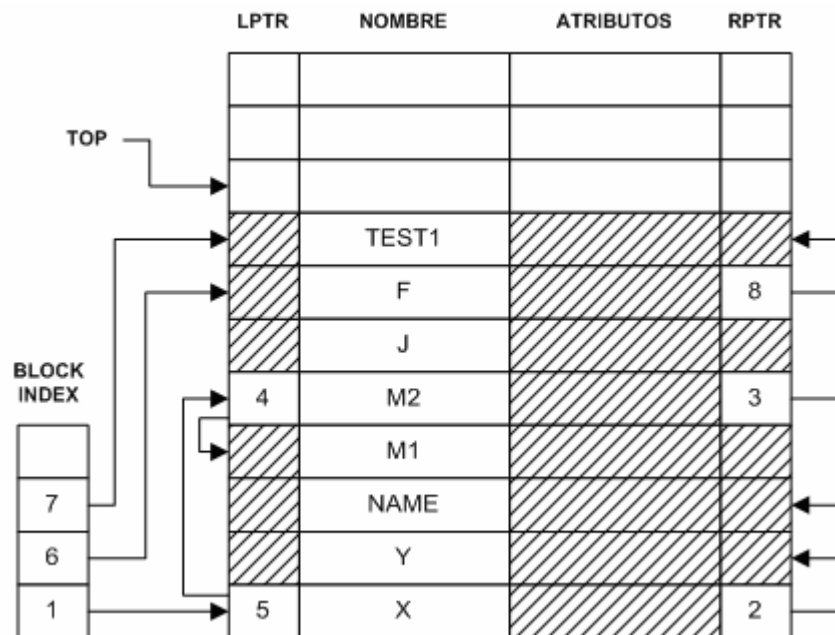 LPTR NOMBRE ATRIBUTOS RPTR
TOP
TEST1
F 8
J
BLOCK
INDEX
4 M2 3
M1
7 NAME
6 Y
1 5 X 2